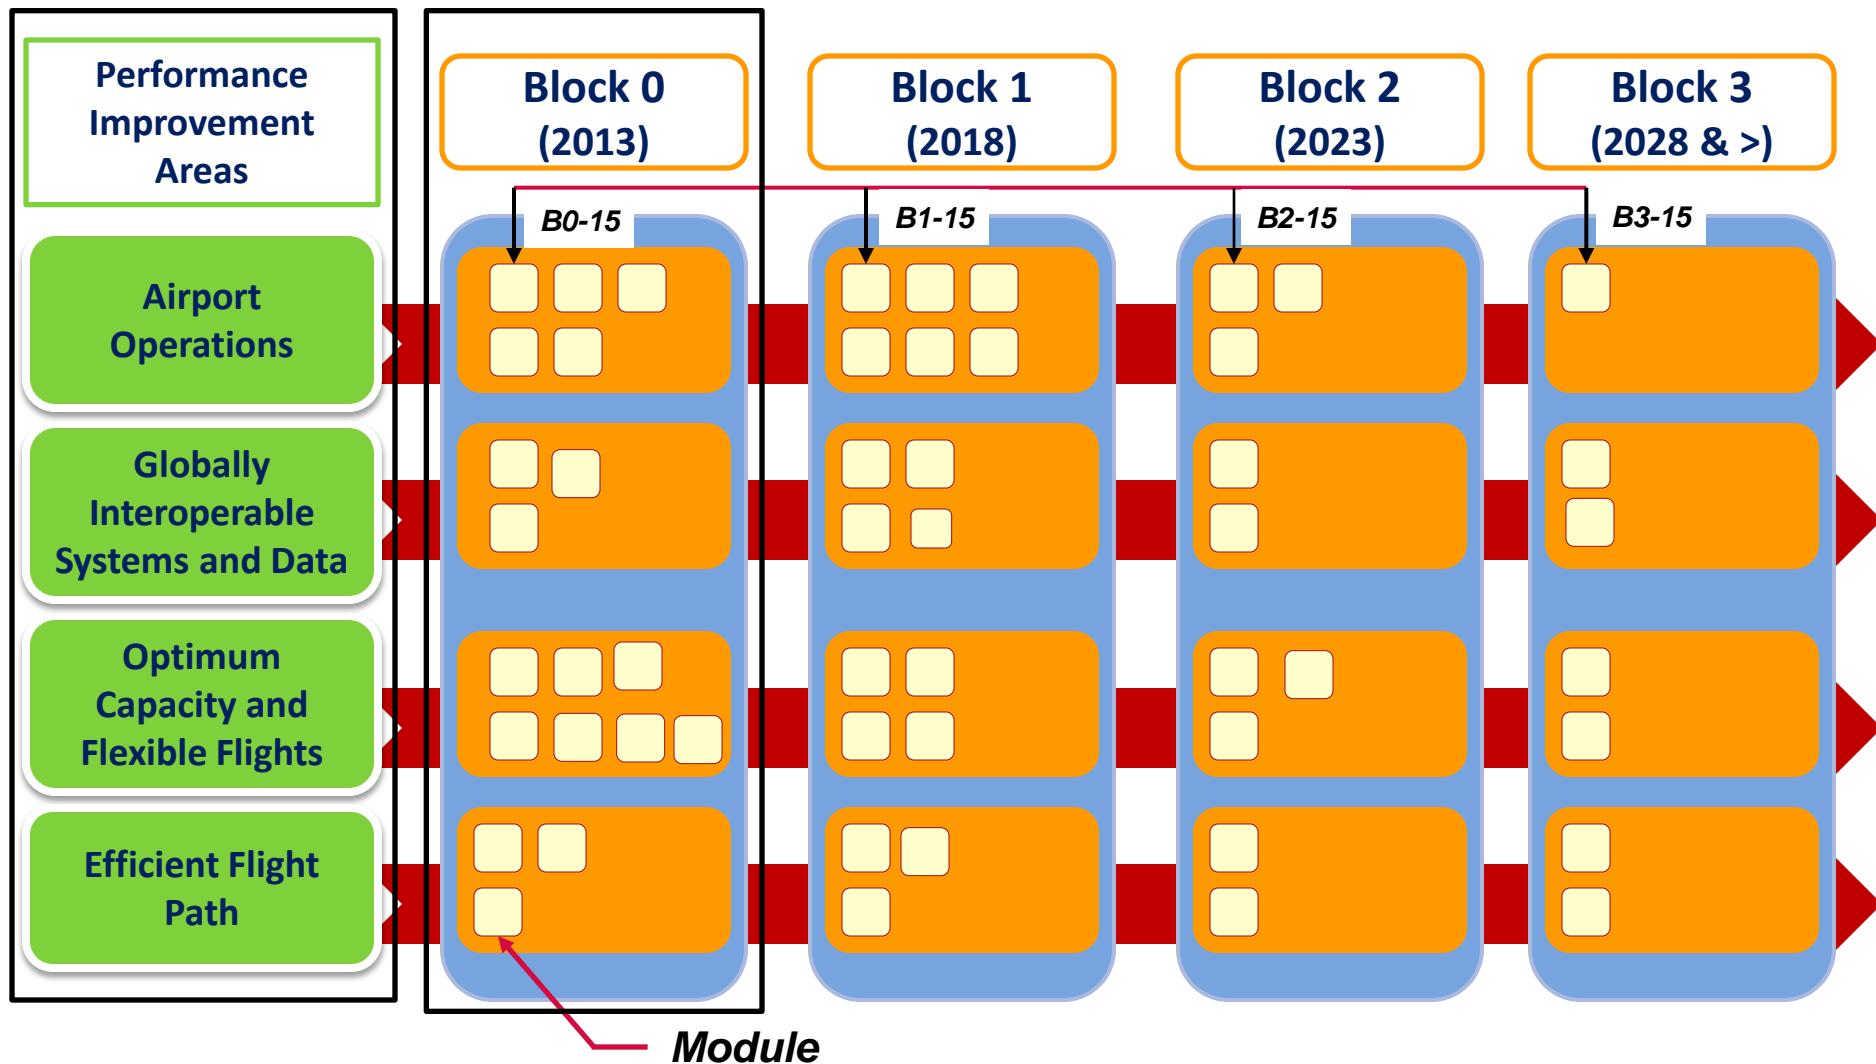 Performance
Improvement
Areas
Block 0
(2013)
Block 1
(2018)
Block 2
(2023)
Block 3
(2028 & >)
B0-15
B1-15
B2-15
B3-15
Airport
Operations
Globally
Interoperable
Systems and Data
Optimum
Capacity and
Flexible Flights
Efficient Flight
Path
Module